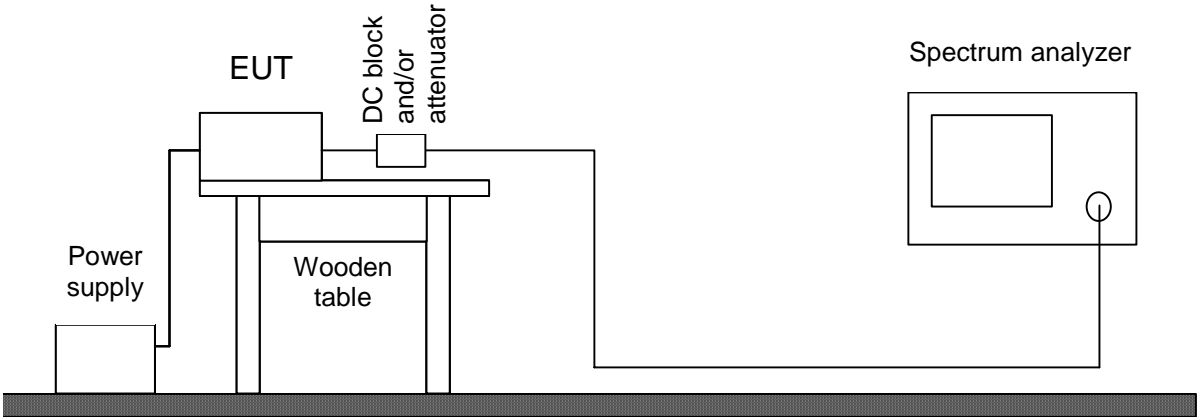 EUT
DC block
and/or
attenuator
Spectrum analyzer
Power
supply
Wooden
table